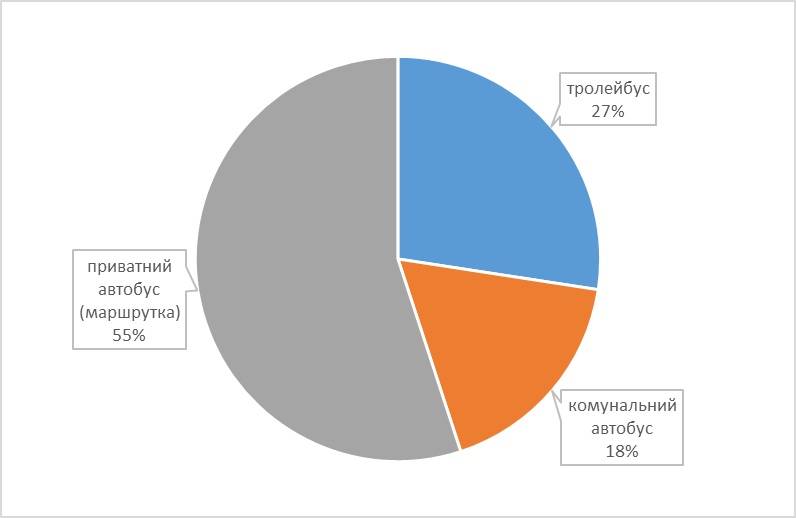 тролейбус
27%
приватний
автобус
(маршрутка)
55%
комунальний
автобус
18%